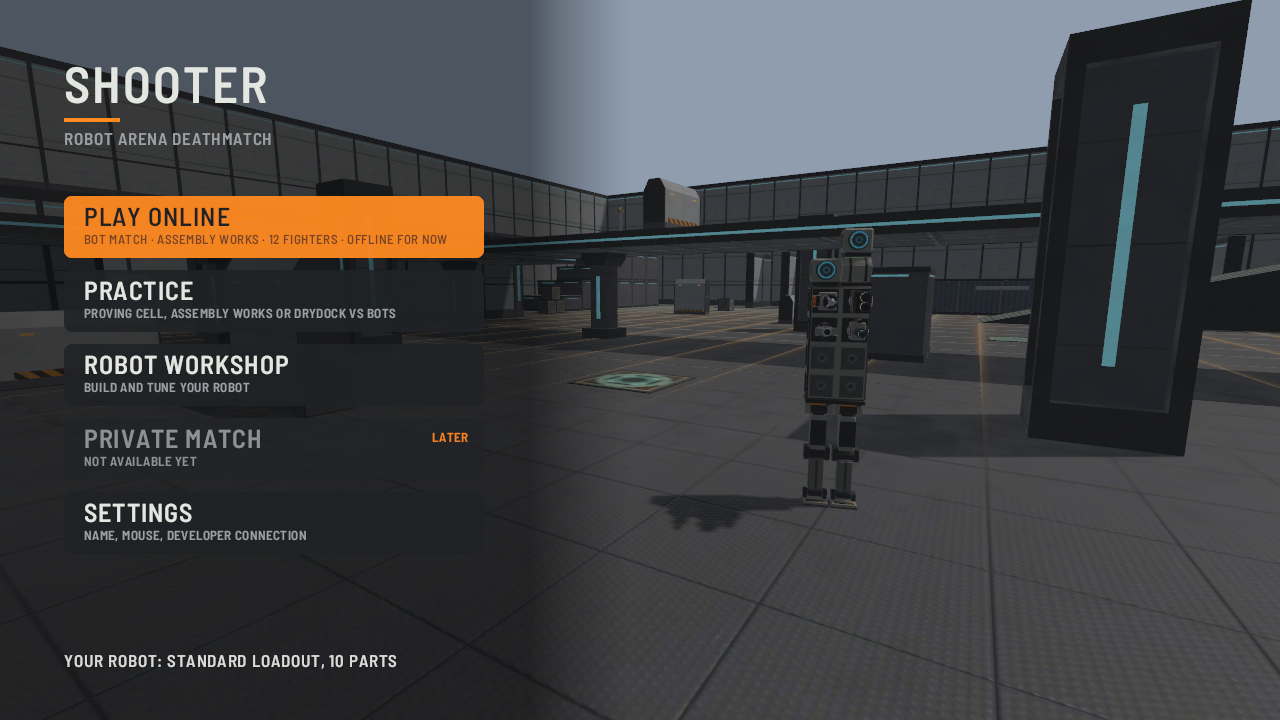 SHOOTER
ROBOT ARENA DEATHMATCH
PLAY ONLINE
BOT MATCH · ASSEMBLY WORKS · 12 FIGHTERS · OFFLINE FOR NOW
PRACTICE
PROVING CELL, ASSEMBLY WORKS OR DRYDOCK VS BOTS
ROBOT WORKSHOP
BUILD AND TUNE YOUR ROBOT
PRIVATE MATCH
LATER
NOT AVAILABLE YET
SETTINGS
NAME, MOUSE, DEVELOPER CONNECTION
YOUR ROBOT: STANDARD LOADOUT, 10 PARTS